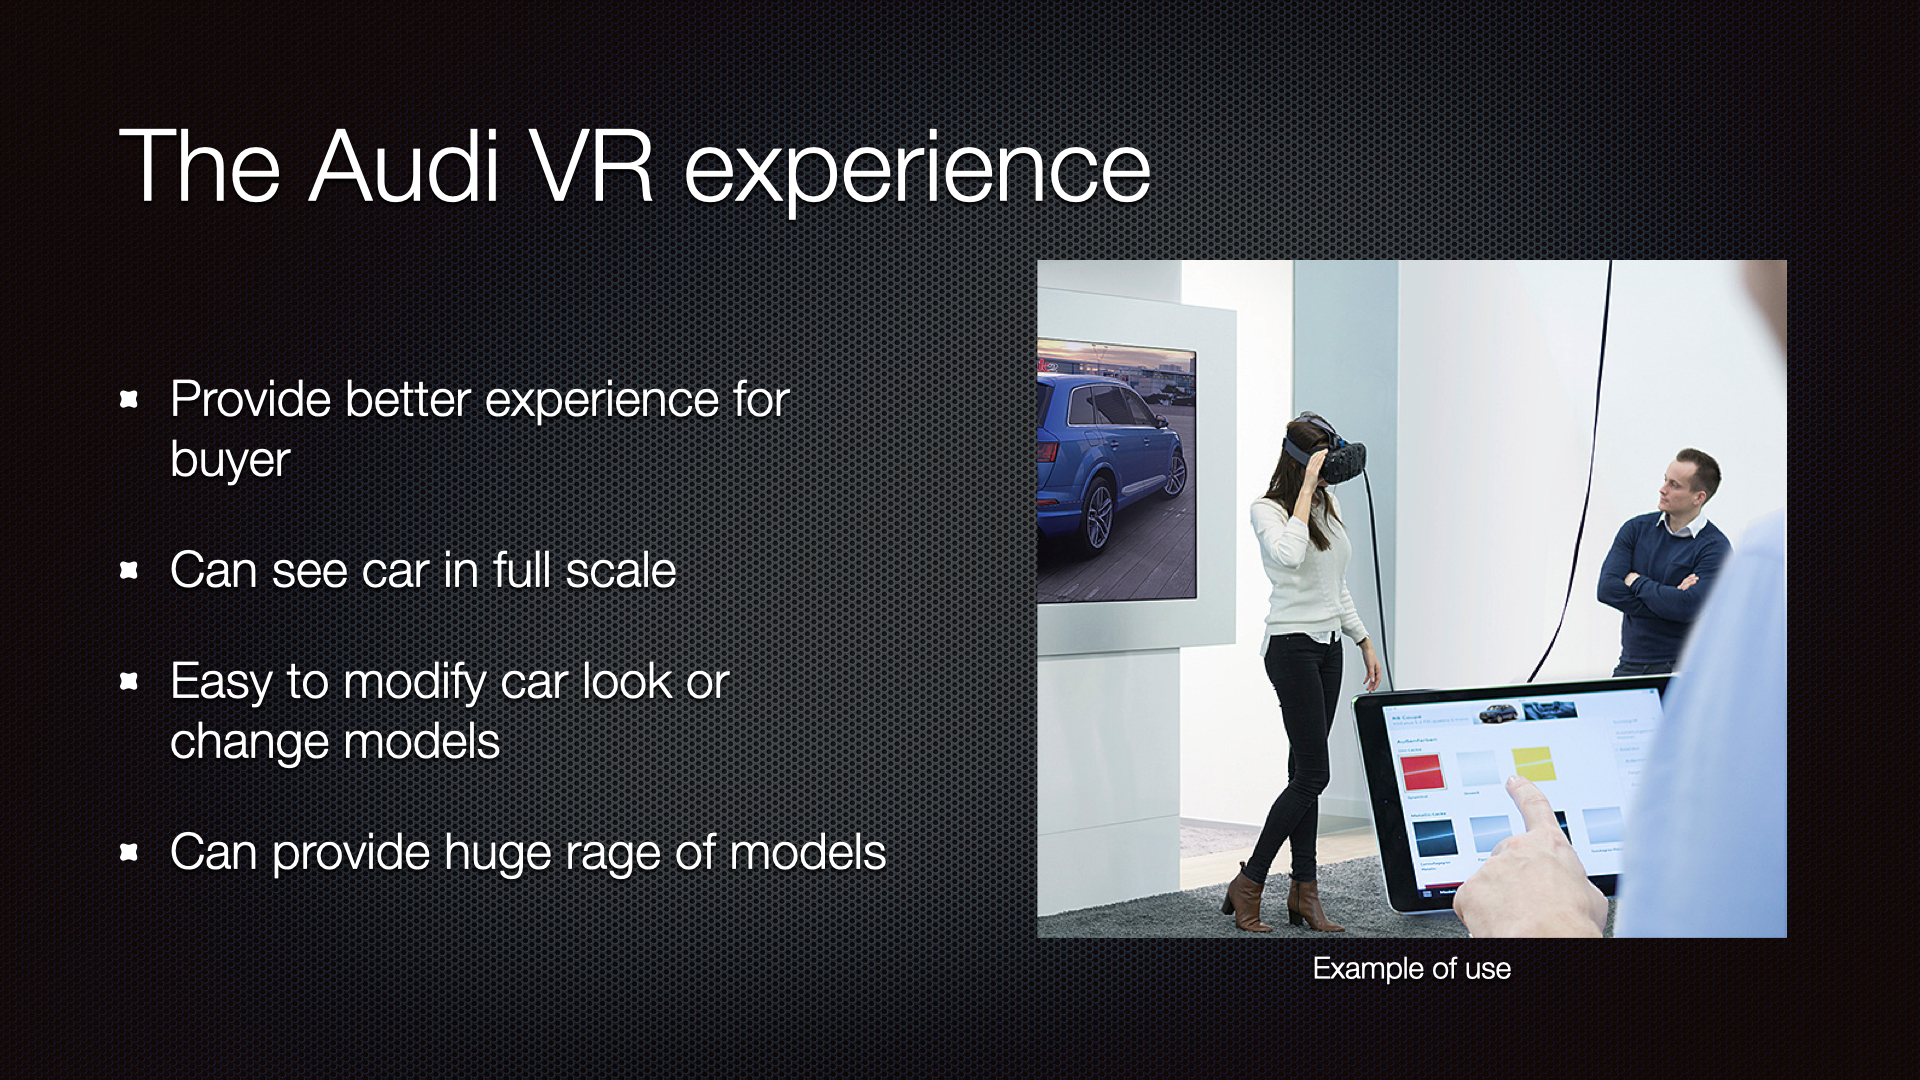 The Audi VR experience
Provide better experience for
buyer
Can see car in full scale
Easy to modify car look or
change models
Can provide huge rage of models
Example of use